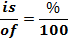 is/of = %/100